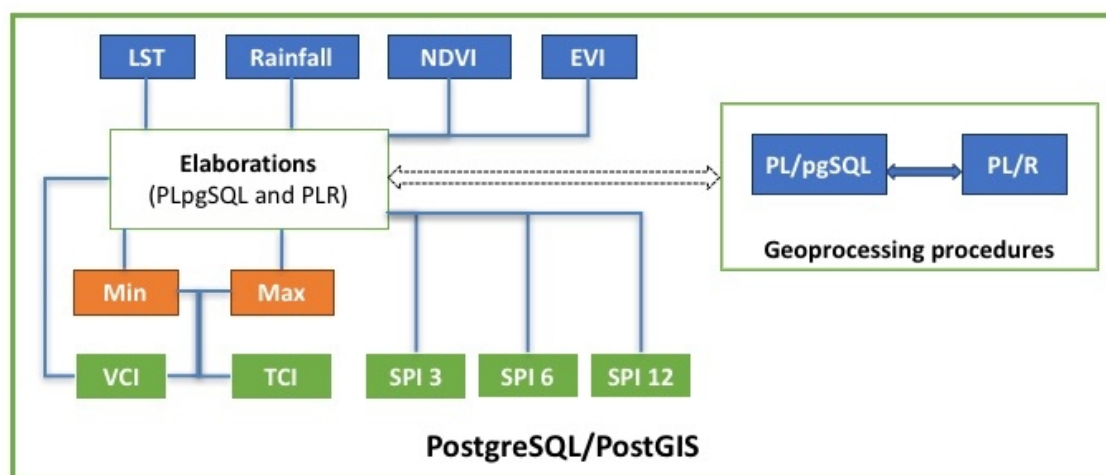 LST
Rainfall
NDVI
EVI
Elaborations
(PLpgSQL and PLR)
PL/pgSQL
PL/R
Geoprocessing procedures
Min
Max
VCI
TCI
SPI 3
SPI 6
SPI 12
PostgreSQL/PostGIS